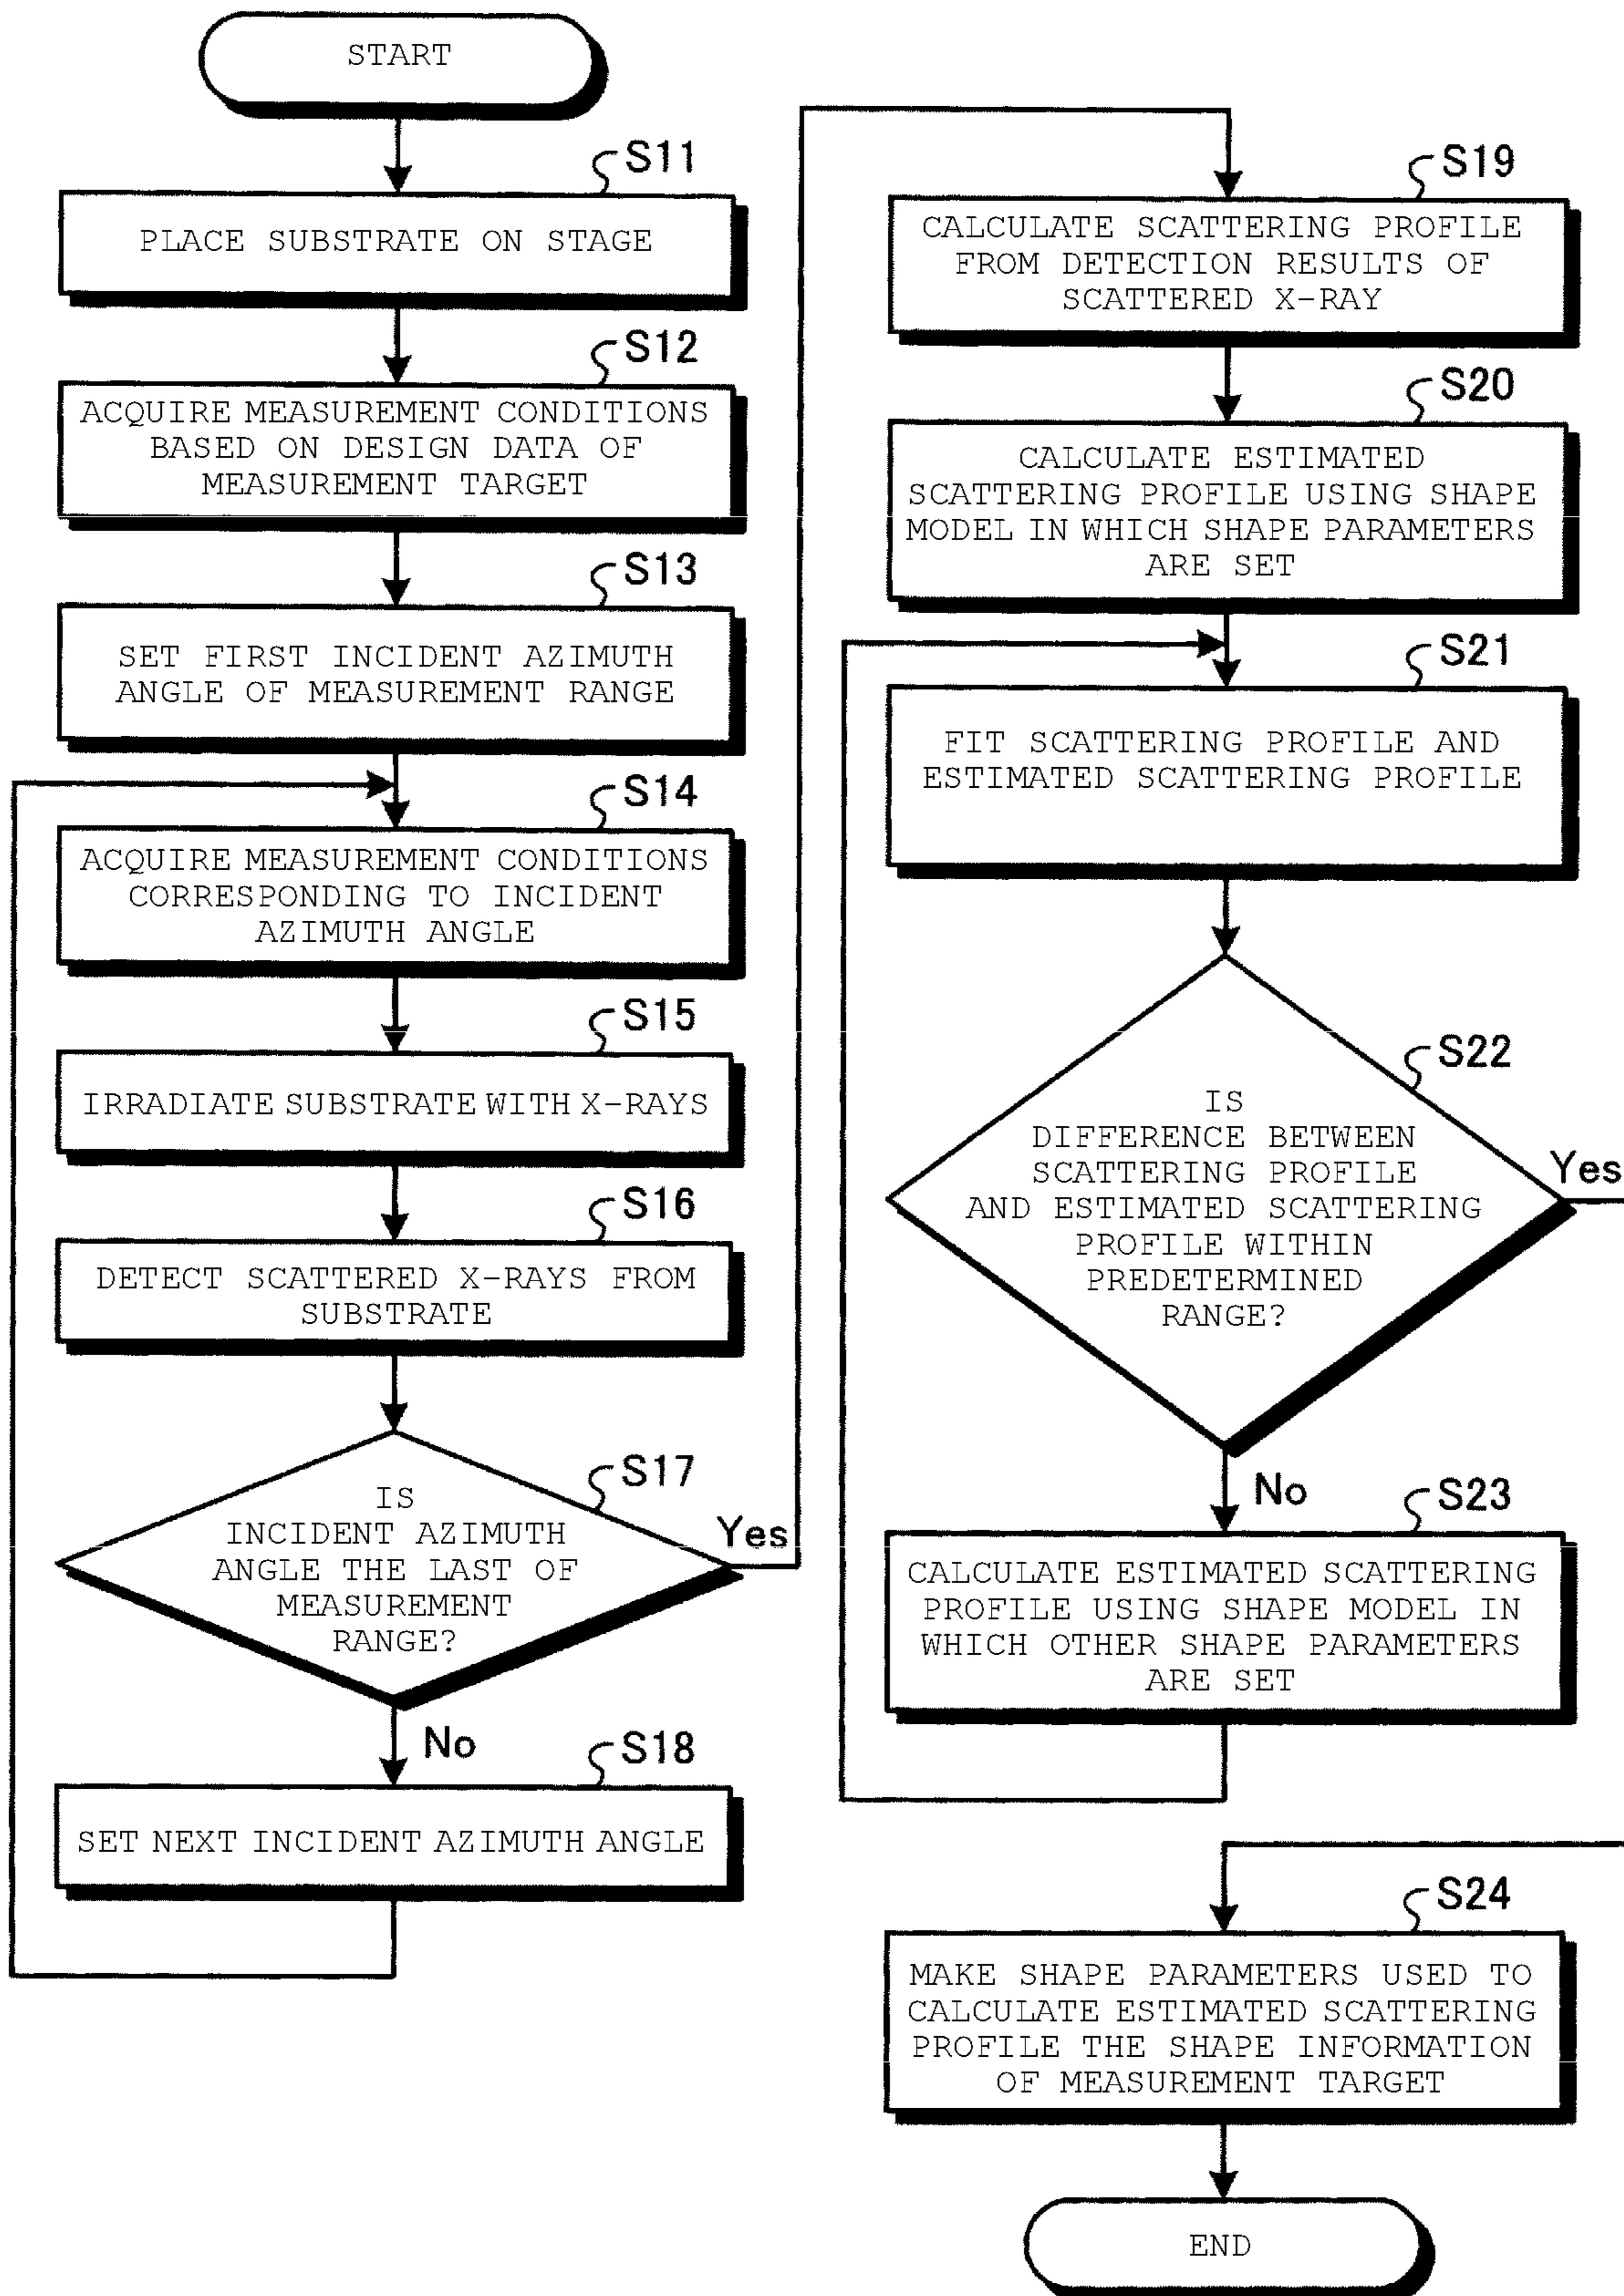 START
S11
PLACE SUBSTRATE ON STAGE
S12
ACQUIRE MEASUREMENT CONDITIONS
BASED ON DESIGN DATA OF
MEASUREMENT TARGET
S13
SET FIRST INCIDENT AZIMUTH
ANGLE OF MEASUREMENT RANGE
S14
ACQUIRE MEASUREMENT CONDITIONS
CORRESPONDING TO INCIDENT
AZIMUTH ANGLE
S15
IRRADIATE SUBSTRATE WITH X-RAYS
S16
DETECT SCATTERED X-RAYS FROM
SUBSTRATE
S17
IS
INCIDENT AZIMUTH
ANGLE THE LAST OF
MEASUREMENT
RANGE?
Yes
No
S18
SET NEXT INCIDENT AZIMUTH ANGLE
S19
CALCULATE SCATTERING PROFILE
FROM DETECTION RESULTS OF
SCATTERED X-RAY
S20
CALCULATE ESTIMATED
SCATTERING PROFILE USING SHAPE
MODEL IN WHICH SHAPE PARAMETERS
ARE SET
S21
FIT SCATTERING PROFILE AND
ESTIMATED SCATTERING PROFILE
S22
IS
DIFFERENCE BETWEEN
SCATTERING PROFILE
AND ESTIMATED SCATTERING
PROFILE WITHIN
PREDETERMINED
RANGE?
Yes
No
S23
CALCULATE ESTIMATED SCATTERING
PROFILE USING SHAPE MODEL IN
WHICH OTHER SHAPE PARAMETERS
ARE SET
S24
MAKE SHAPE PARAMETERS USED TO
CALCULATE ESTIMATED SCATTERING
PROFILE THE SHAPE INFORMATION
OF MEASUREMENT TARGET
END